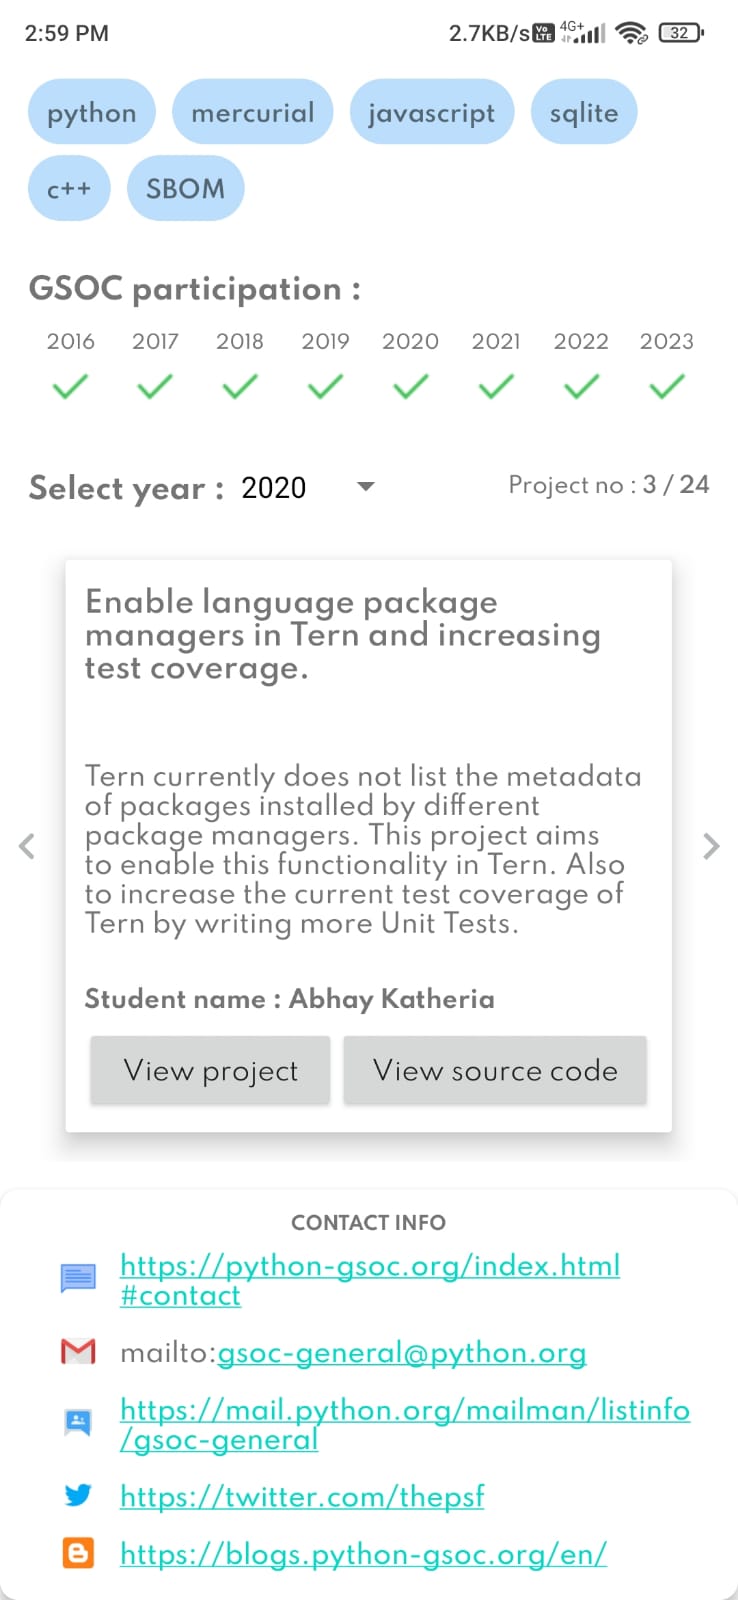 2:59 PM 2.7KB/s Vo LTE 4G+ 32
python mercurial javascript sqlite
c++ SBOM
GSOC participation :
2016 2017 2018 2019 2020 2021 2022 2023
Select year : 2020 Project no : 3 / 24
Enable language package
managers in Tern and increasing
test coverage.
Tern currently does not list the metadata
of packages installed by different
package managers. This project aims
to enable this functionality in Tern. Also
to increase the current test coverage of
Tern by writing more Unit Tests.
Student name : Abhay Katheria
View project View source code
CONTACT INFO
https://python-gsoc.org/index.html
#contact
mailto:gsoc-general@python.org
https://mail.python.org/mailman/listinfo
/gsoc-general
https://twitter.com/thepsf
https://blogs.python-gsoc.org/en/